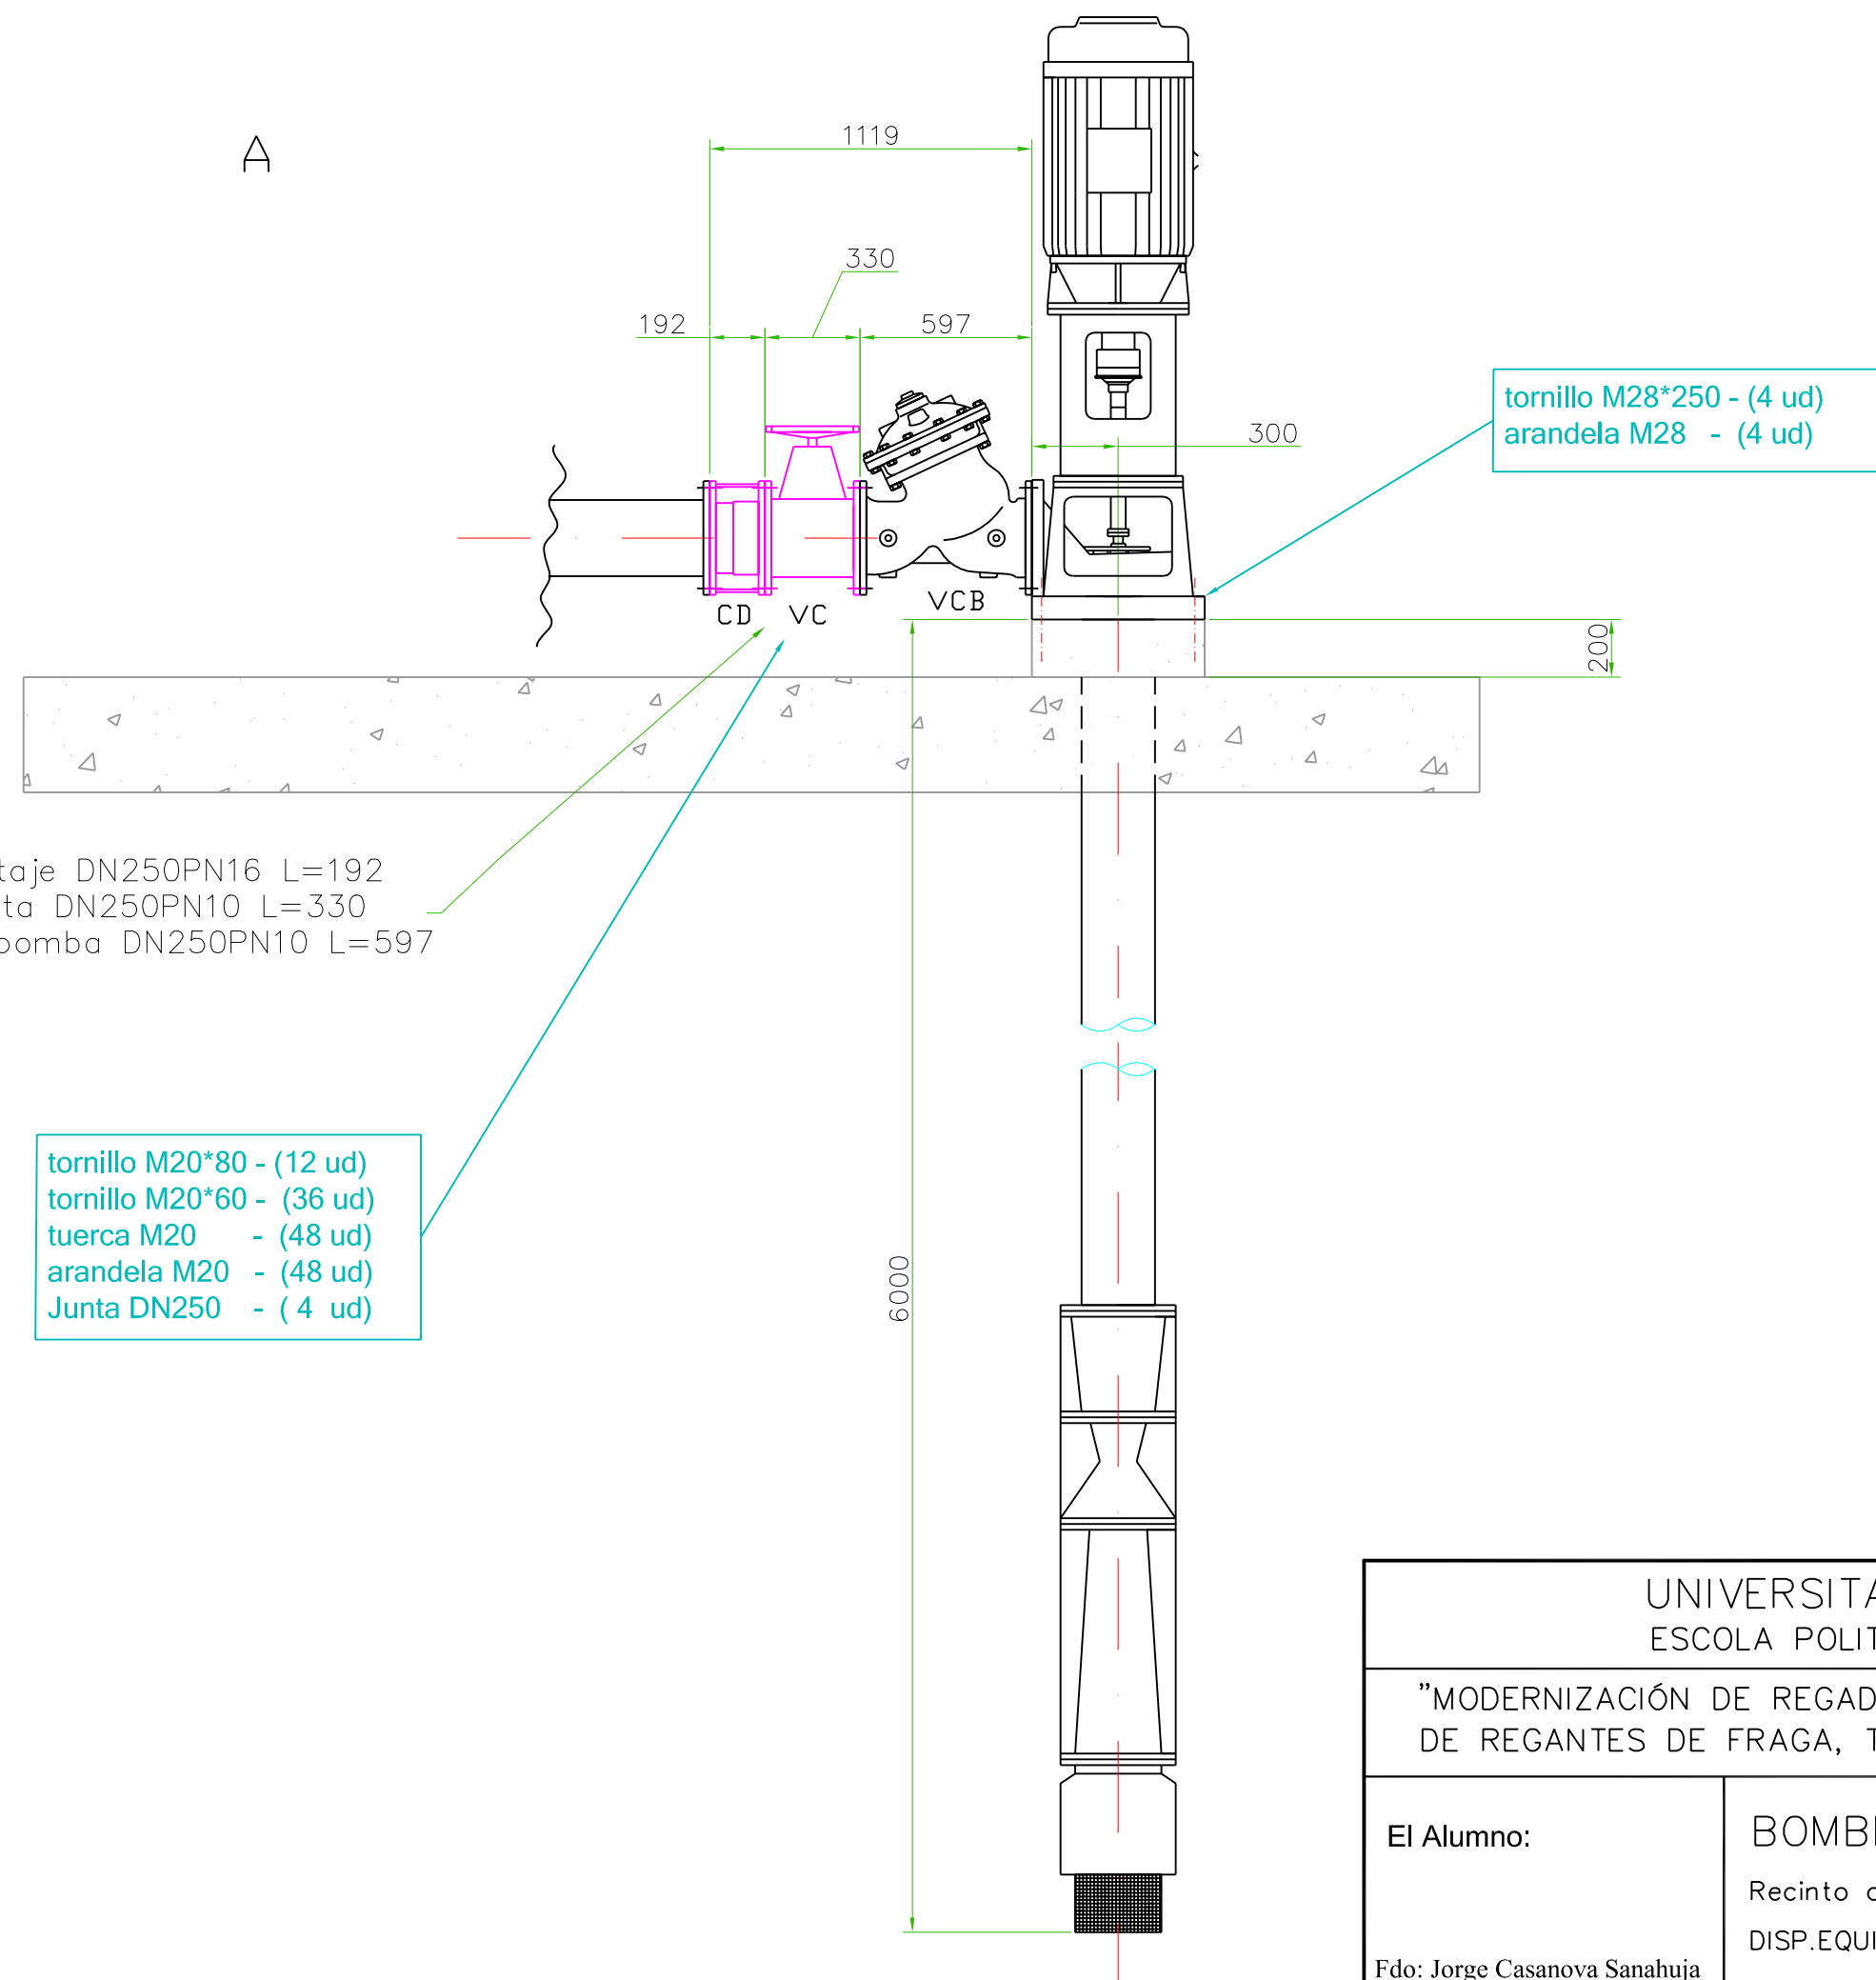 A
1119
330
192
597
300
tornillo M28*250 - (4 ud)
arandela M28 - (4 ud)
CD VC VCB
200
taje DN250PN16 L=192
ta DN250PN10 L=330
bomba DN250PN10 L=597
tornillo M20*80 - (12 ud)
tornillo M20*60 - (36 ud)
tuerca M20 - (48 ud)
arandela M20 - (48 ud)
Junta DN250 - ( 4 ud)
6000
UNIVERSITA
ESCOLA POLIT
"MODERNIZACIÓN DE REGAD
DE REGANTES DE FRAGA, T
El Alumno:
BOMBE
Recinto
DISP.EQUI
Fdo: Jorge Casanova Sanahuja